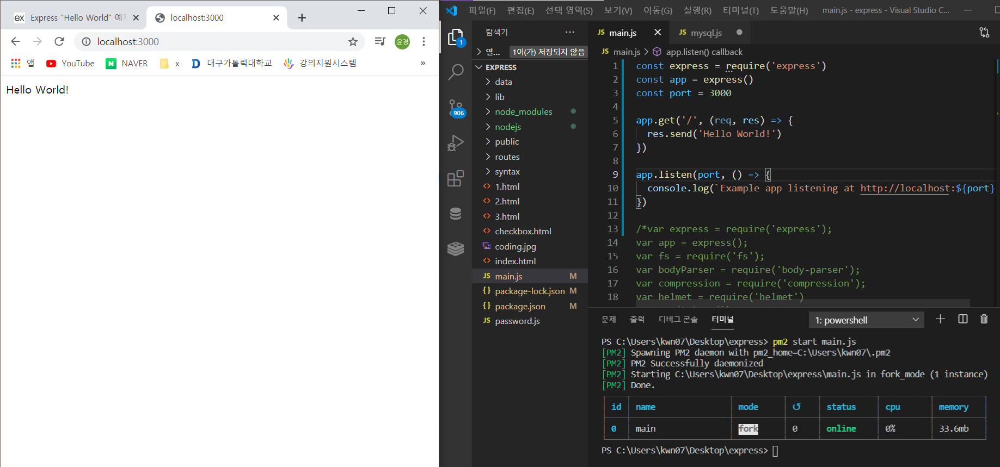 Express "Hello World" 예제
localhost:3000
localhost:3000
윤경
앱
YouTube
NAVER
x
대구가톨릭대학교
강의지원시스템
»
Hello World!
파일(F) 편집(E) 선택 영역(S) 보기(V) 이동(G) 실행(R) 터미널(T) 도움말(H) main.js - express - Visual Studio C...
탐색기 ...
열... 1이(가) 저장되지 않음
EXPRESS
data
lib
node_modules
nodejs
public
routes
syntax
1.html
2.html
3.html
checkbox.html
coding.jpg
index.html
JS main.js M
{} package-lock.json M
{} package.json M
JS password.js
1
906
JS main.js
JS mysql.js
JS main.js > app.listen() callback
1 const express = require('express')
2 const app = express()
3 const port = 3000
4
5 app.get('/', (req, res) => {
6 res.send('Hello World!')
7 })
8
9 app.listen(port, () => {
10 console.log(`Example app listening at http://localhost:${port}
11 })
12
13 /*var express = require('express');
14 var app = express();
15 var fs = require('fs');
16 var bodyParser = require('body-parser');
17 var compression = require('compression');
18 var helmet = require('helmet')
문제 출력 디버그 콘솔 터미널 1: powershell
PS C:\Users\kwn07\Desktop\express> pm2 start main.js
[PM2] Spawning PM2 daemon with pm2_home=C:\Users\kwn07\.pm2
[PM2] PM2 Successfully daemonized
[PM2] Starting C:\Users\kwn07\Desktop\express\main.js in fork_mode (1 instance)
[PM2] Done.
id name mode ↺ status cpu memory
0 main fork 0 online 0% 33.6mb
PS C:\Users\kwn07\Desktop\express>